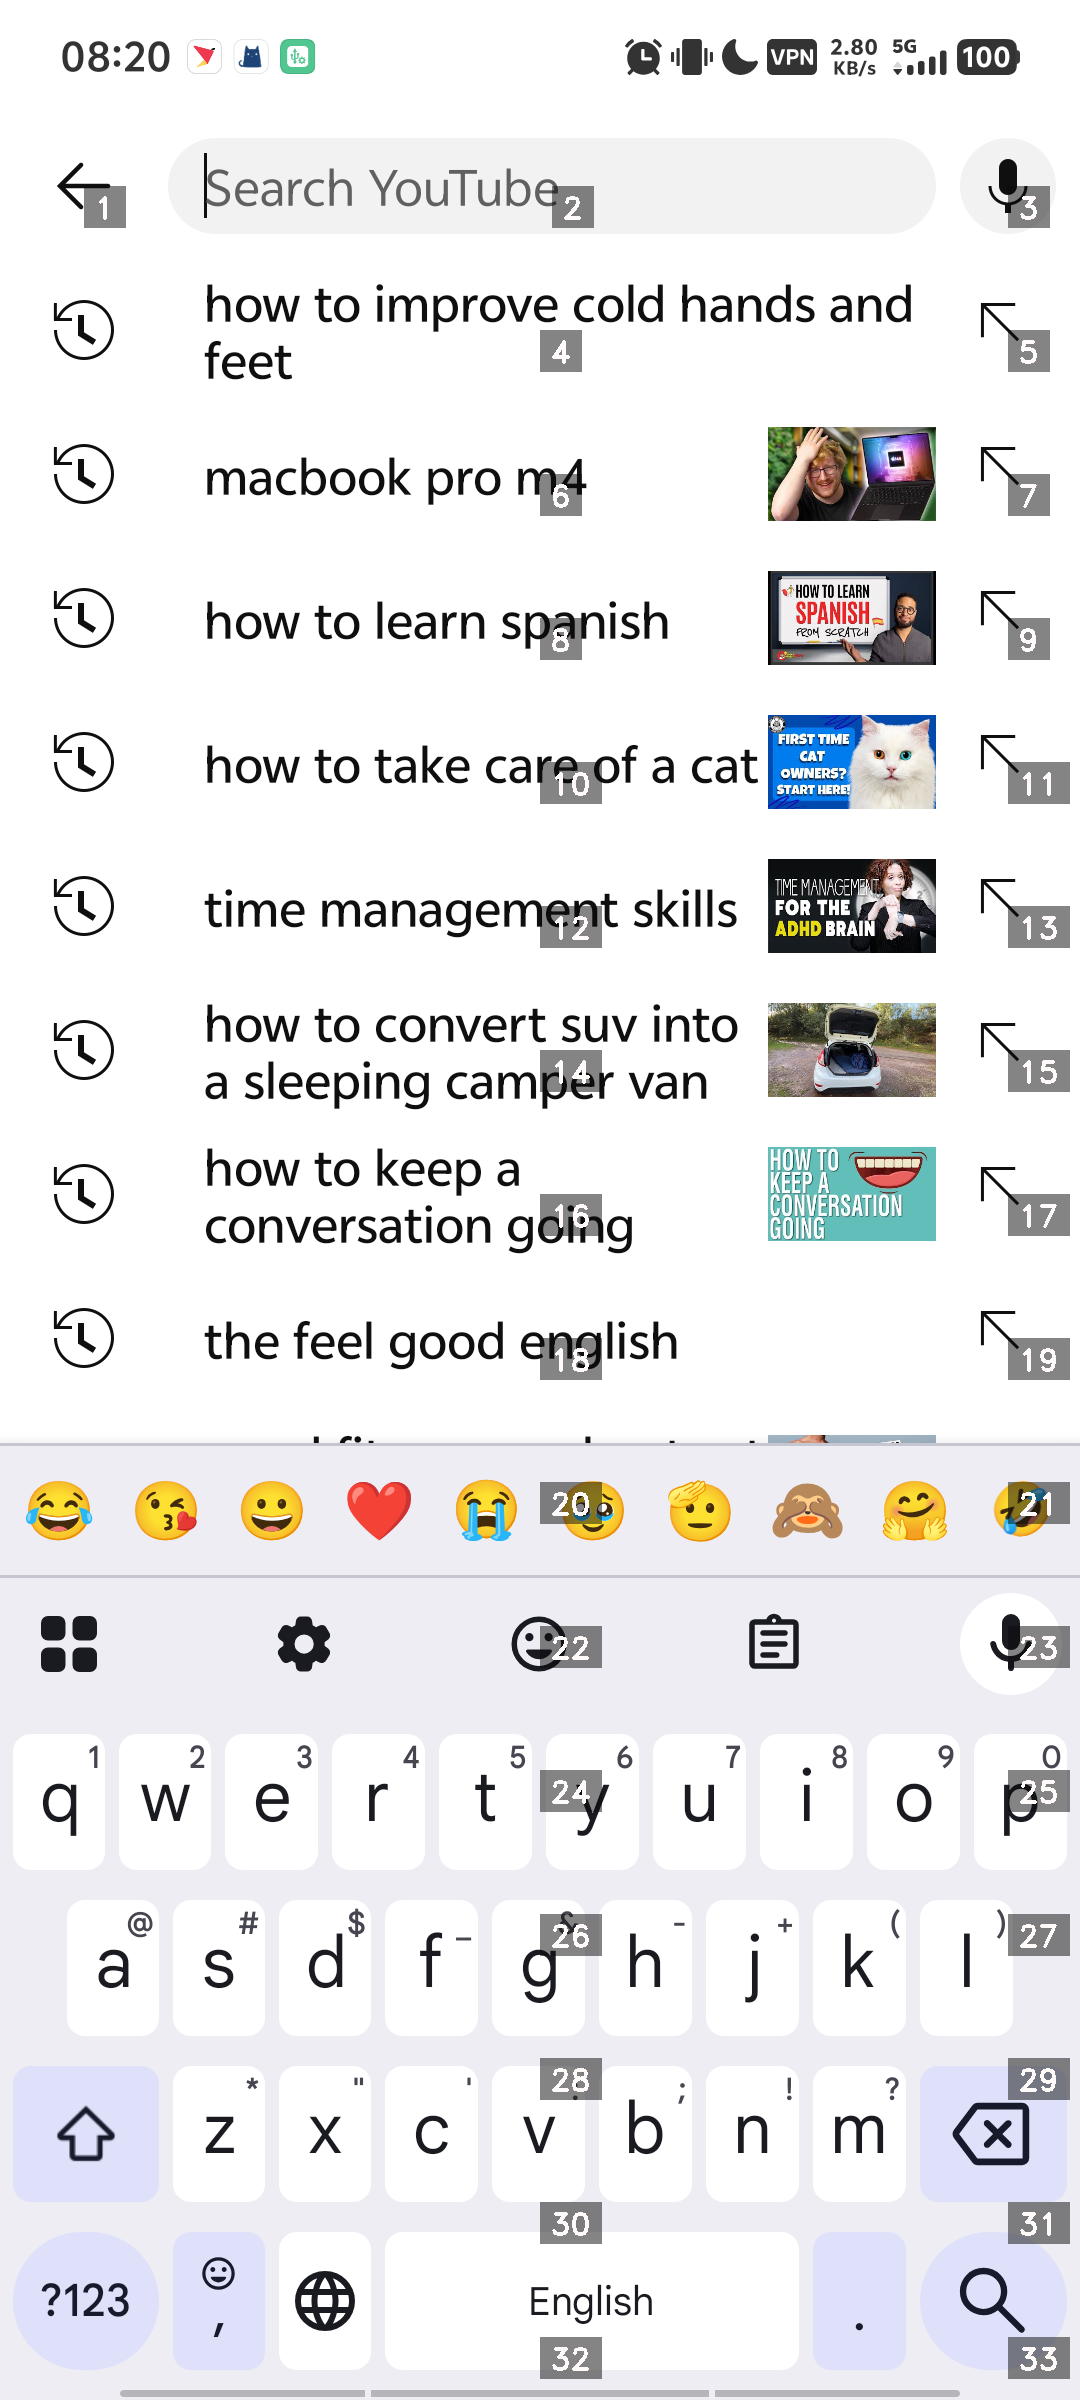 08:20
VPN
2.80 KB/s
5G
100
Search YouTube
1
2
3
how to improve cold hands and
feet
4
5
macbook pro m4
6
7
how to learn spanish
8
HOW TO LEARN
SPANISH
FROM SCRATCH
9
how to take care of a cat
10
FIRST TIME
CAT
OWNERS?
START HERE!
11
time management skills
12
TIME MANAGEMENT
FOR THE
ADHD BRAIN
13
how to convert suv into
a sleeping camper van
14
15
how to keep a
conversation going
16
HOW TO
KEEP A
CONVERSATION
GOING
17
the feel good english
18
19
20
21
22
23
1 2 3 4 5 6 7 8 9 0
q w e r t y u i o p
24
25
@ # $ _ & - + ( )
a s d f g h j k l
26
27
* " ' ; ! ?
z x c v b n m
28
29
30
31
?123
,
English
.
32
33